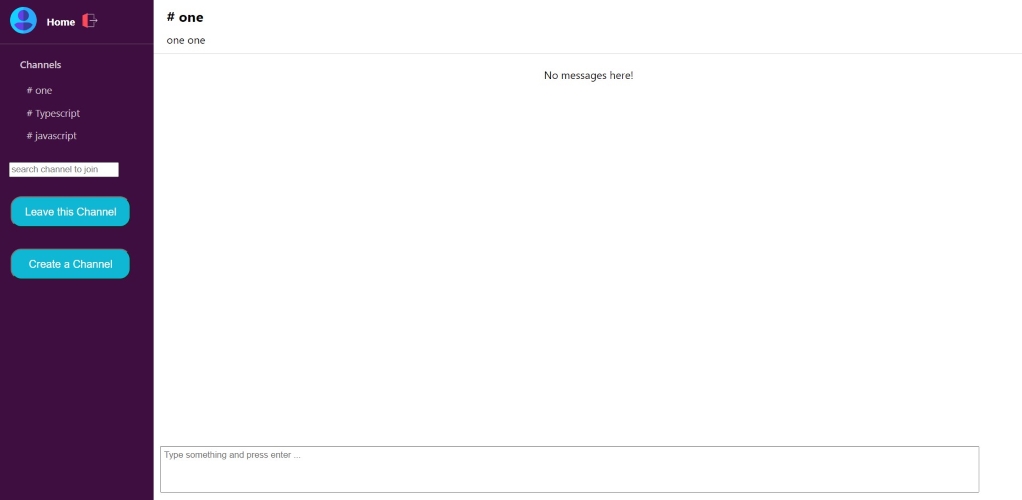 Home
Channels
# one
# Typescript
# javascript
search channel to join
Leave this Channel
Create a Channel
# one
one one
No messages here!
Type something and press enter ...